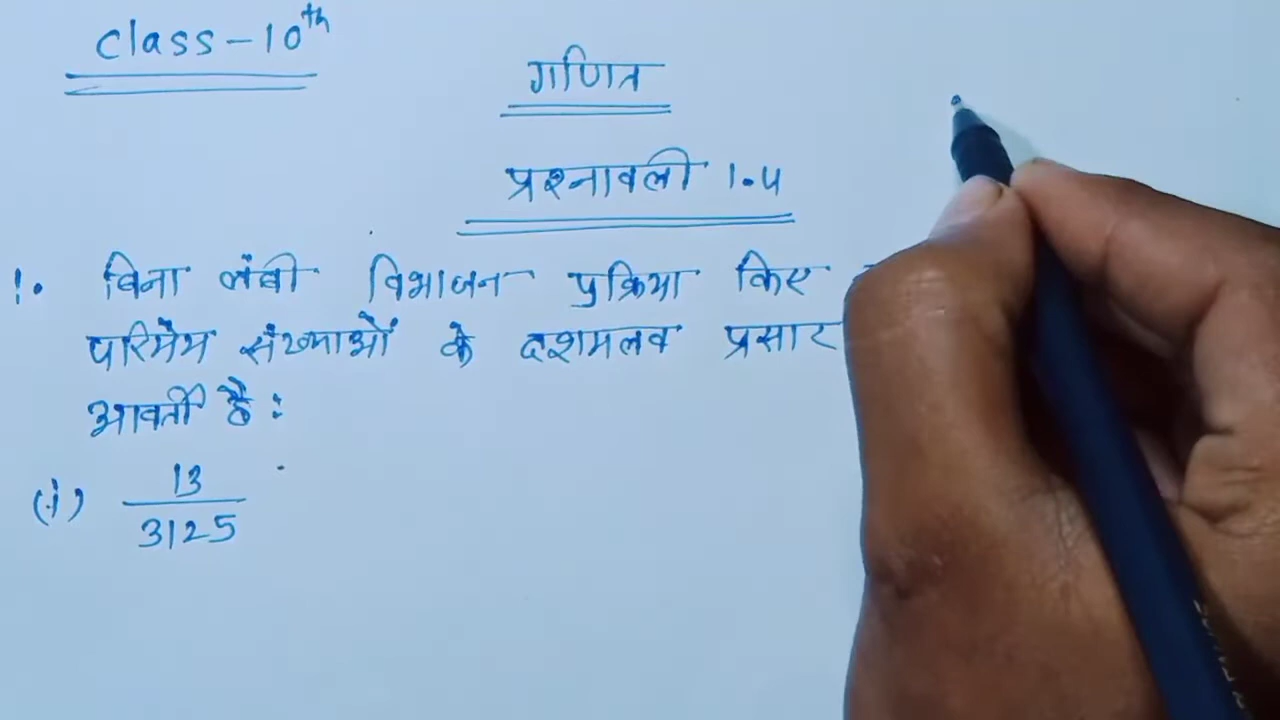 Class-10th
गणित
प्रश्नावली 1.4
1. बिना लंबी विभाजन प्रक्रिया किए
परिमेय संख्याओं के दशमलव प्रसार
आवर्ती है:
(i) 13
3125